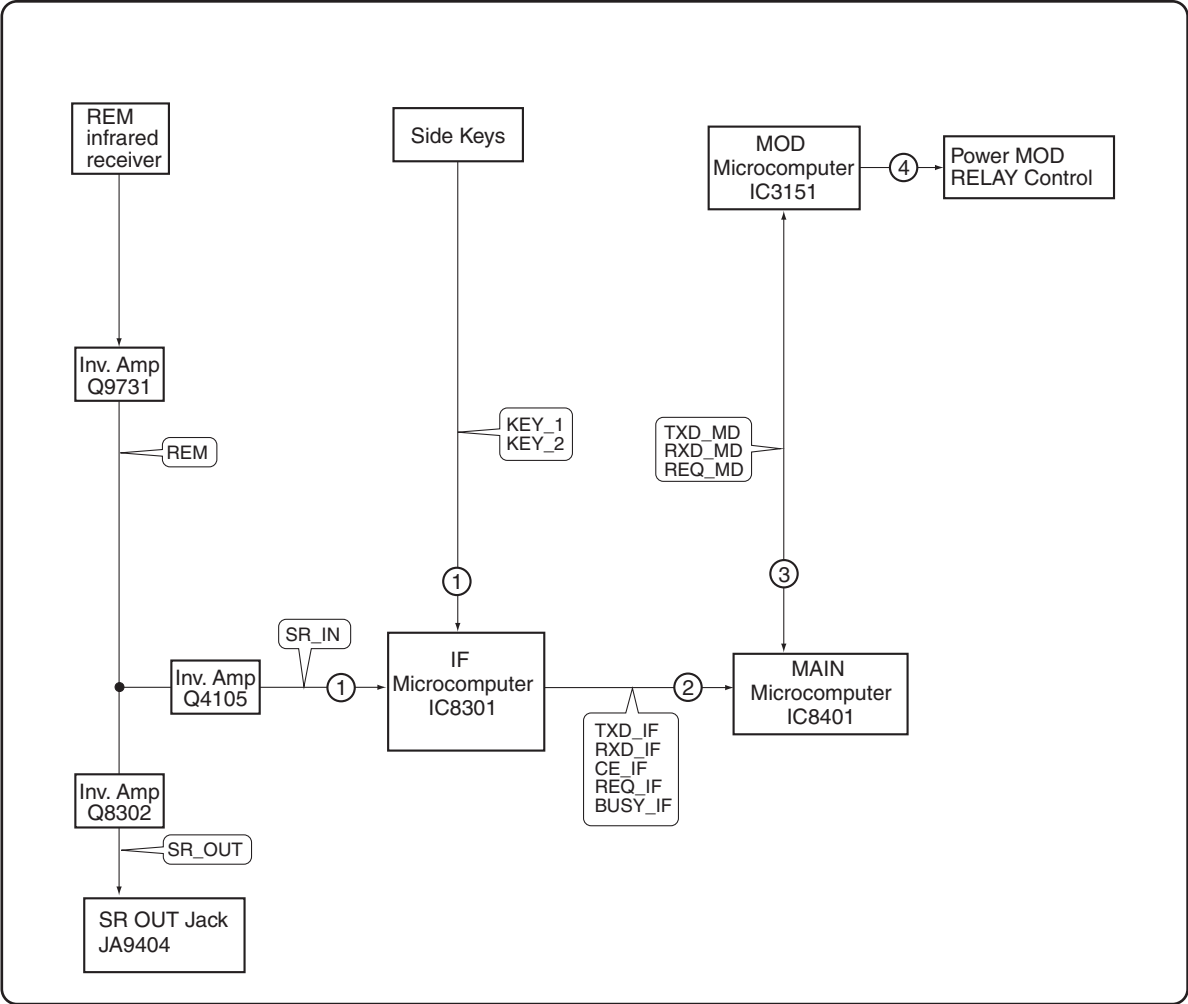 REM
infrared
receiver
Side Keys
MOD
Microcomputer
IC3151
4
Power MOD
RELAY Control
Inv. Amp
Q9731
REM
KEY_1
KEY_2
TXD_MD
RXD_MD
REQ_MD
1
3
SR_IN
Inv. Amp
Q4105
1
IF
Microcomputer
IC8301
2
MAIN
Microcomputer
IC8401
TXD_IF
RXD_IF
CE_IF
REQ_IF
BUSY_IF
Inv. Amp
Q8302
SR_OUT
SR OUT Jack
JA9404